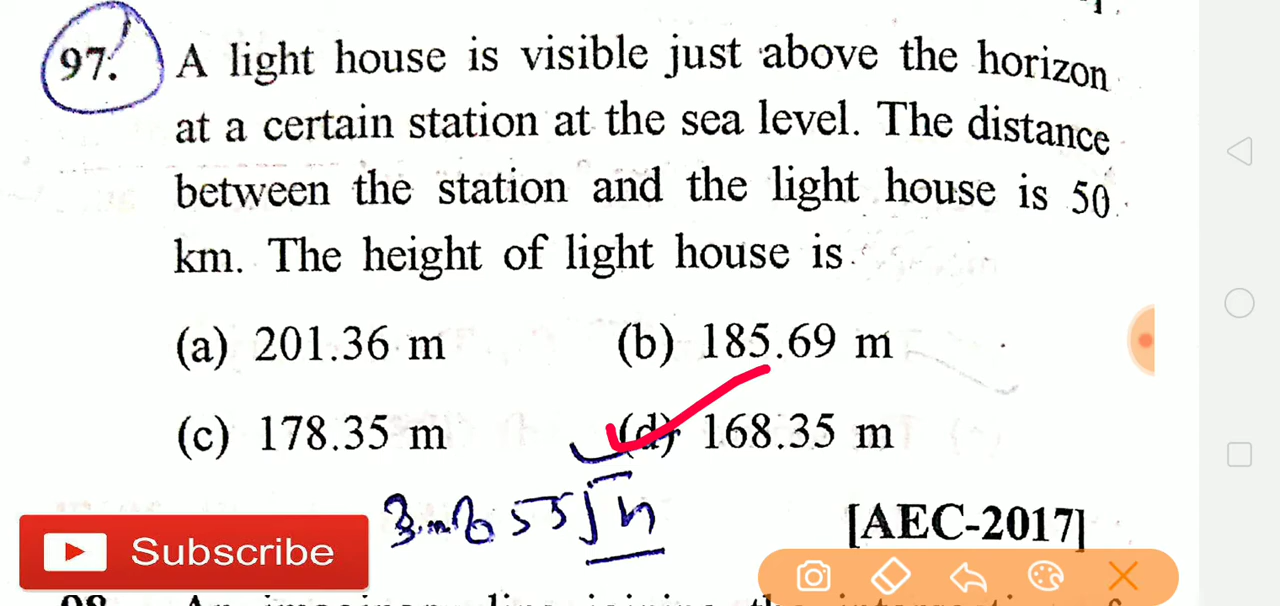 97. A light house is visible just above the horizon
at a certain station at the sea level. The distance
between the station and the light house is 50
km. The height of light house is
(a) 201.36 m (b) 185.69 m
(c) 178.35 m (d) 168.35 m
[AEC-2017]
Subscribe